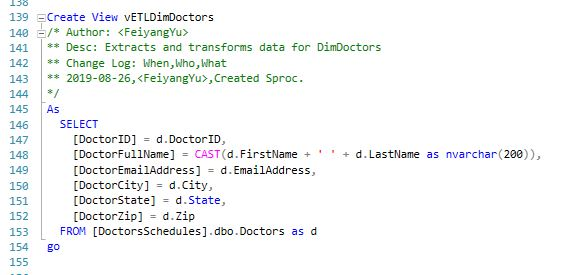 138
139 Create View vETLDimDoctors
140 /* Author: <FeiyangYu>
141 ** Desc: Extracts and transforms data for DimDoctors
142 ** Change Log: When,Who,What
143 ** 2019-08-26,<FeiyangYu>,Created Sproc.
144 */
145 As
146 SELECT
147 [DoctorID] = d.DoctorID,
148 [DoctorFullName] = CAST(d.FirstName + ' ' + d.LastName as nvarchar(200)),
149 [DoctorEmailAddress] = d.EmailAddress,
150 [DoctorCity] = d.City,
151 [DoctorState] = d.State,
152 [DoctorZip] = d.Zip
153 FROM [DoctorsSchedules].dbo.Doctors as d
154 go
155
156